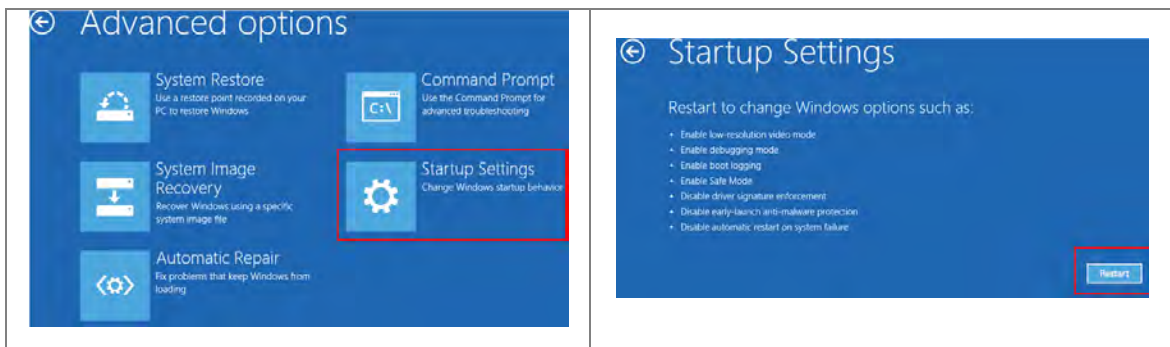 Advanced options
System Restore
Use a restore point recorded on your
PC to restore Windows
Command Prompt
Use the Command Prompt for
advanced troubleshooting
C:\
System Image
Recovery
Recover Windows using a specific
system image file
Startup Settings
Change Windows startup behavior
Automatic Repair
Fix problems that keep Windows from
loading
Startup Settings
Restart to change Windows options such as:
• Enable low-resolution video mode
• Enable debugging mode
• Enable boot logging
• Enable Safe Mode
• Disable driver signature enforcement
• Disable early-launch anti-malware protection
• Disable automatic restart on system failure
Restart